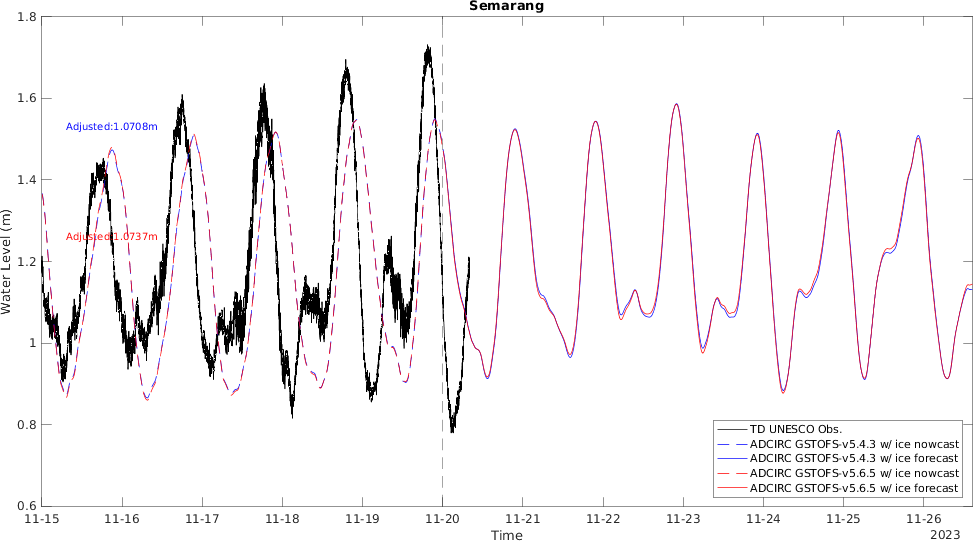 Semarang
1.8
1.6
1.4
1.2
1
0.8
0.6
Water Level (m)
Adjusted:1.0708m
Adjusted:1.0737m
TD UNESCO Obs.
ADCIRC GSTOFS-v5.4.3 w/ ice nowcast
ADCIRC GSTOFS-v5.4.3 w/ ice forecast
ADCIRC GSTOFS-v5.6.5 w/ ice nowcast
ADCIRC GSTOFS-v5.6.5 w/ ice forecast
11-15 11-16 11-17 11-18 11-19 11-20 11-21 11-22 11-23 11-24 11-25 11-26
Time
2023